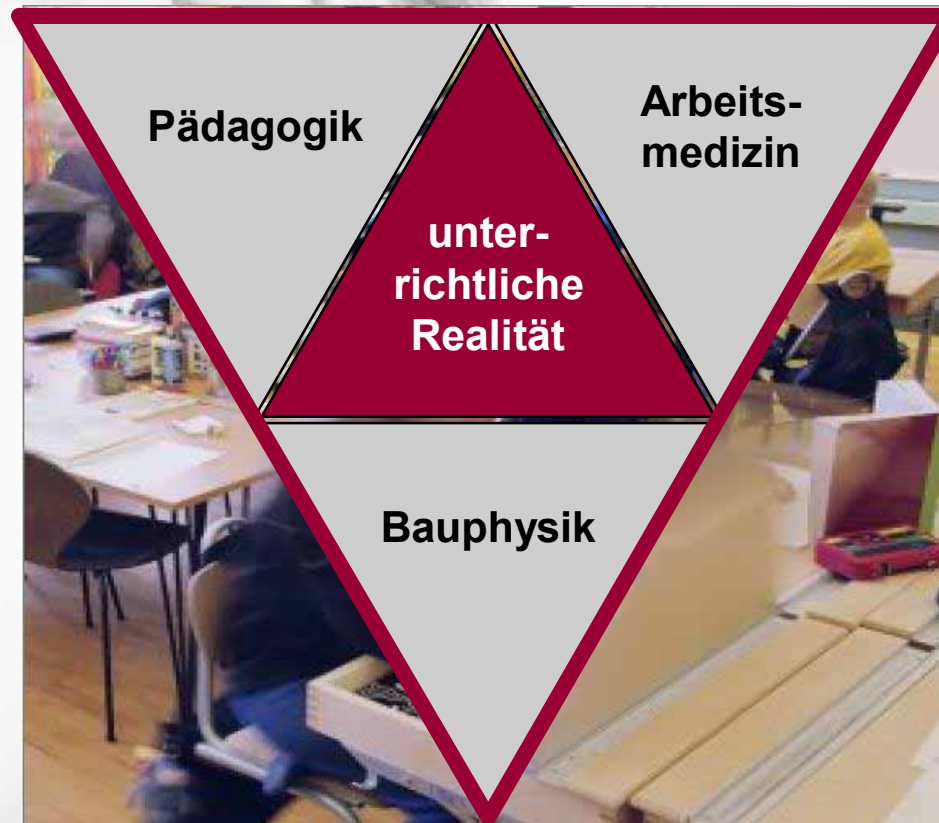 Pädagogik
Arbeits-
medizin
unter-
richtliche
Realität
Bauphysik